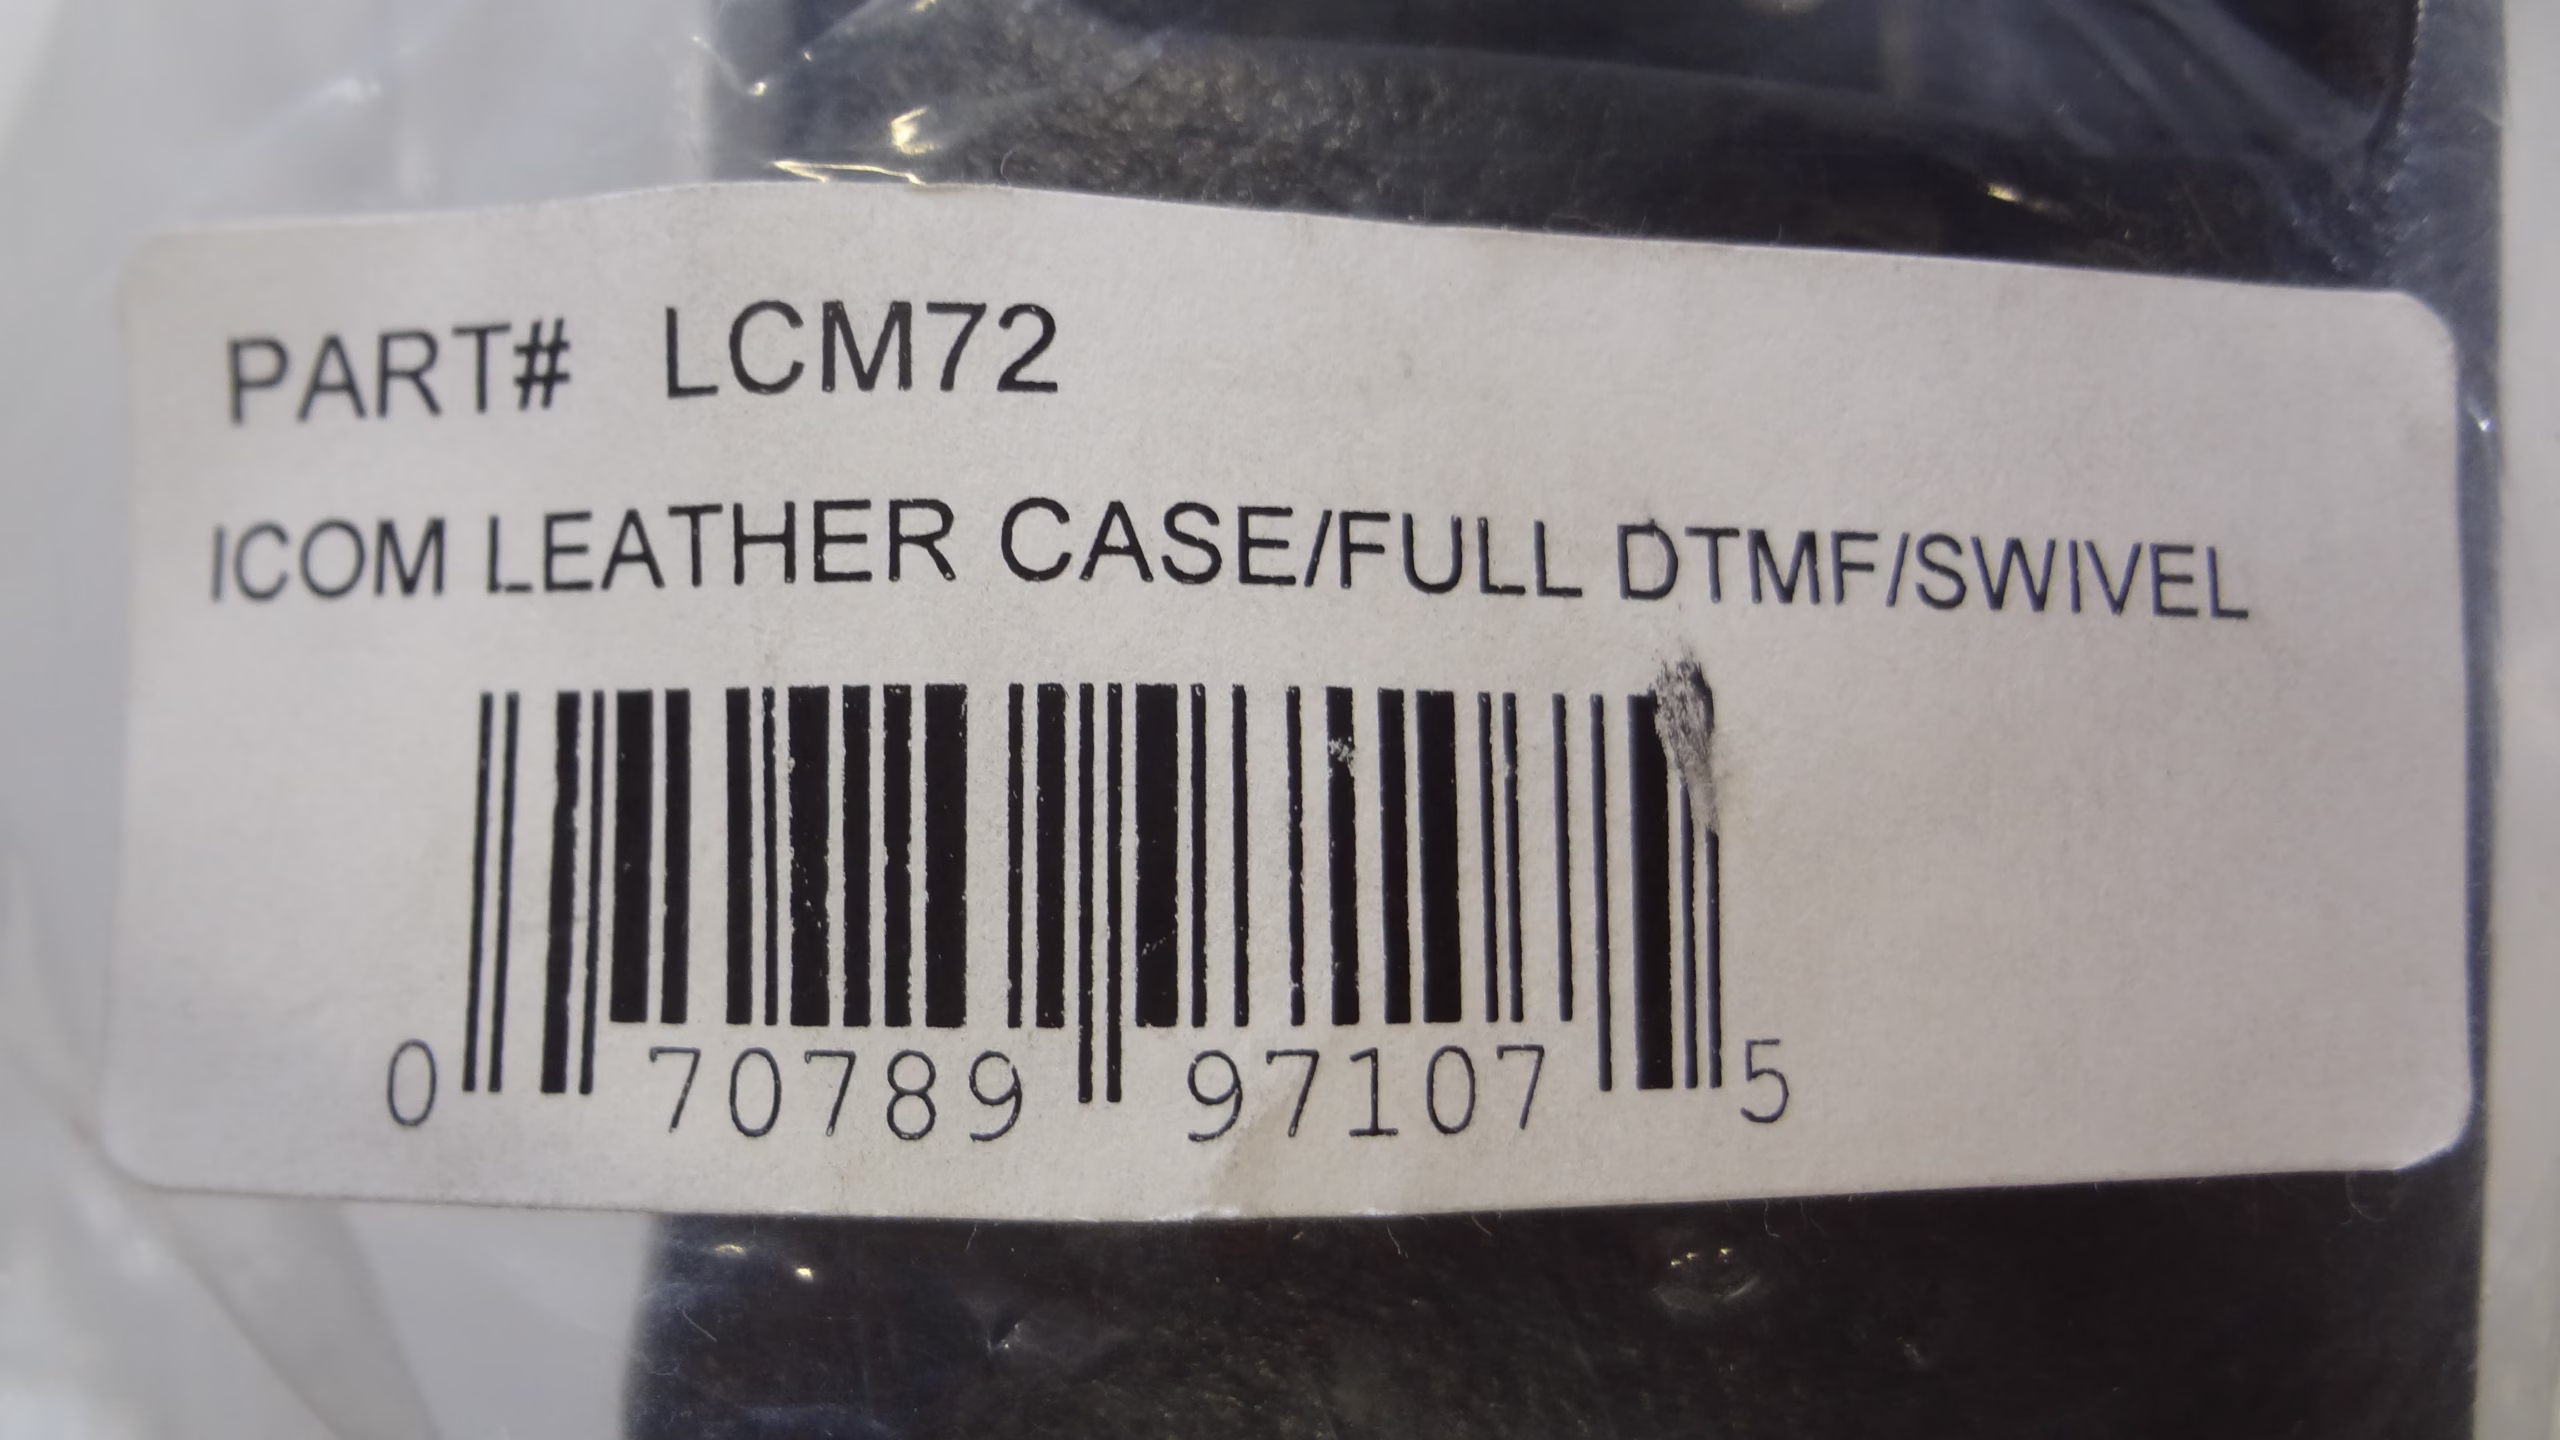 PART# LCM72
ICOM LEATHER CASE/FULL DTMF/SWIVEL
0 70789 97107 5